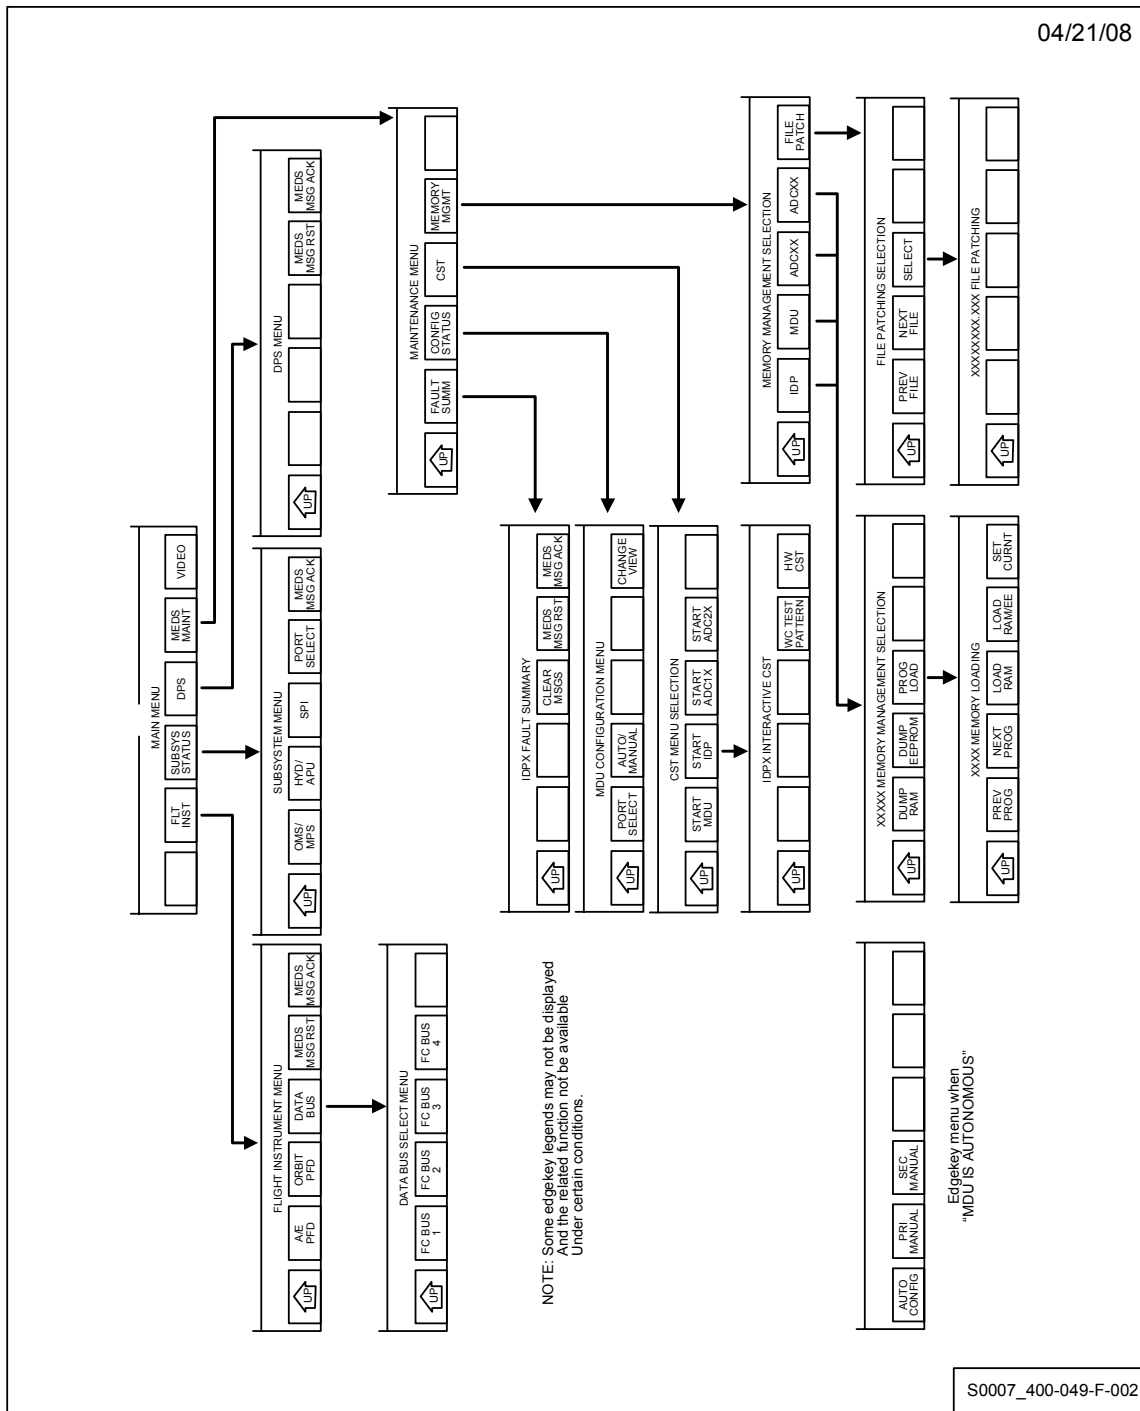 04/21/08
MAIN MENU
FLT
INST
SUBSYS
STATUS
DPS
MEDS
MAINT
VIDEO
FLIGHT INSTRUMENT MENU
UP
A/E
PFD
ORBIT
PFD
DATA
BUS
MEDS
MSG RST
MEDS
MSG ACK
SUBSYSTEM MENU
UP
OMS/
MPS
HYD/
APU
SPI
PORT
SELECT
MEDS
MSG ACK
DPS MENU
UP
MEDS
MSG RST
MEDS
MSG ACK
DATA BUS SELECT MENU
UP
FC BUS
1
FC BUS
2
FC BUS
3
FC BUS
4
MAINTENANCE MENU
UP
FAULT
SUMM
CONFIG
STATUS
CST
MEMORY
MGMT
NOTE: Some edgekey legends may not be displayed
And the related function not be available
Under certain conditions.
IDPX FAULT SUMMARY
UP
CLEAR
MSGS
MEDS
MSG RST
MEDS
MSG ACK
MDU CONFIGURATION MENU
UP
PORT
SELECT
AUTO/
MANUAL
CHANGE
VIEW
CST MENU SELECTION
UP
START
MDU
START
IDP
START
ADC1X
START
ADC2X
IDPX INTERACTIVE CST
UP
WC TEST
PATTERN
HW
CST
MEMORY MANAGEMENT SELECTION
UP
IDP
MDU
ADCXX
ADCXX
FILE
PATCH
XXXXX MEMORY MANAGEMENT SELECTION
UP
DUMP
RAM
DUMP
EEPROM
PROG
LOAD
FILE PATCHING SELECTION
UP
PREV
FILE
NEXT
FILE
SELECT
XXXX MEMORY LOADING
UP
PREV
PROG
NEXT
PROG
LOAD
RAM
LOAD
RAM/EE
SET
CURNT
XXXXXXXX.XXX FILE PATCHING
UP
AUTO
CONFIG
PRI
MANUAL
SEC
MANUAL
Edgekey menu when
"MDU IS AUTONOMOUS"
S0007_400-049-F-002